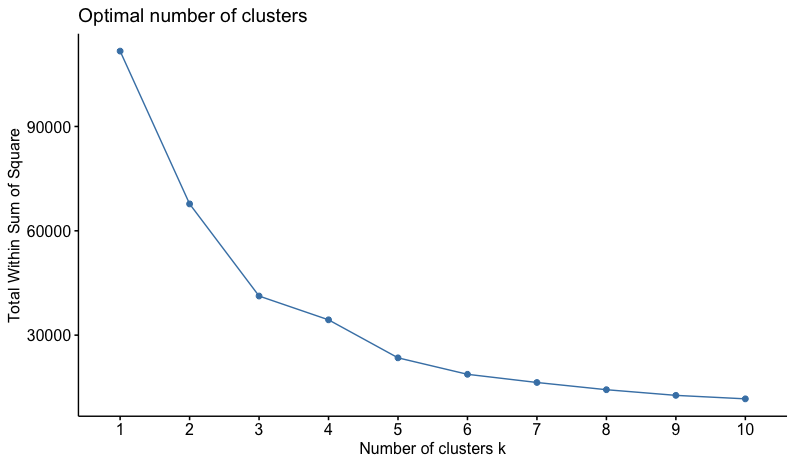 Optimal number of clusters
Total Within Sum of Square
90000
60000
30000
1 2 3 4 5 6 7 8 9 10
Number of clusters k